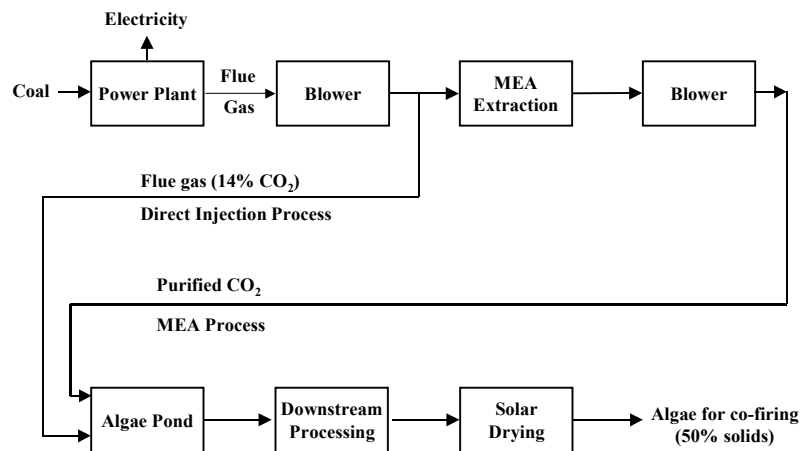 Electricity
Coal
Power Plant
Flue
Gas
Blower
MEA
Extraction
Blower
Flue gas (14% CO₂)
Direct Injection Process
Purified CO₂
MEA Process
Algae Pond
Downstream
Processing
Solar
Drying
Algae for co-firing
(50% solids)